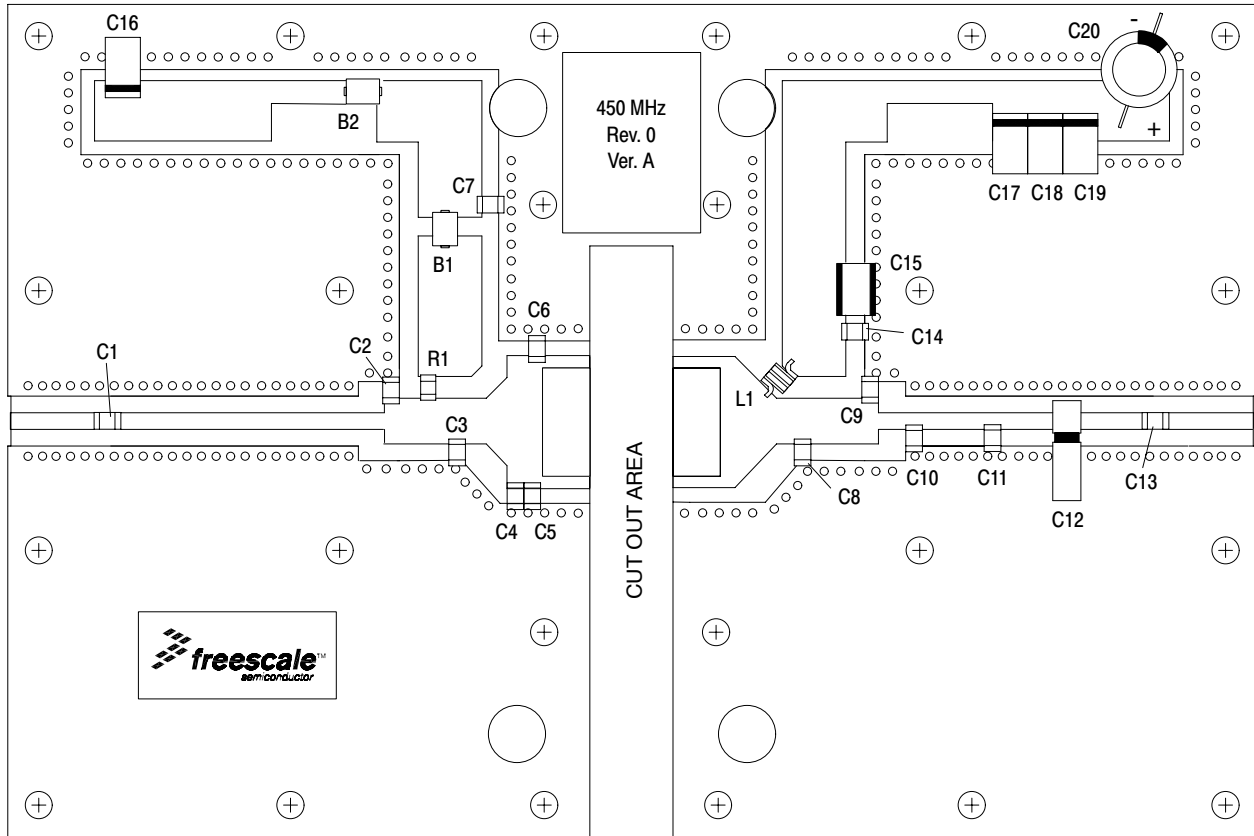 C16
C20
-
+
B2
450 MHz
Rev. 0
Ver. A
C17 C18 C19
C7
B1
C15
C6
C14
C2
R1
C1
L1
C9
C3
C10
C11
C13
C8
C4 C5
C12
CUT OUT AREA
freescale™
semiconductor